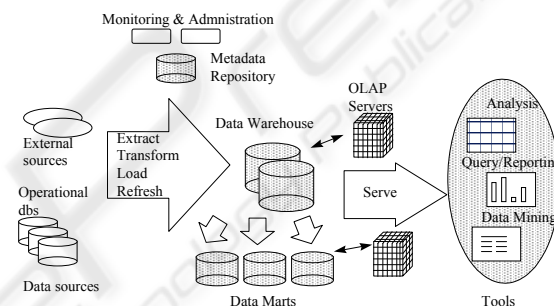 Monitoring & Admnistration
Metadata
Repository
OLAP
Servers
Analysis
Data Warehouse
External
sources
Extract
Transform
Load
Refresh
Query/Reporting
Operational
dbs
Serve
Data Mining
Data sources
Data Marts
Tools